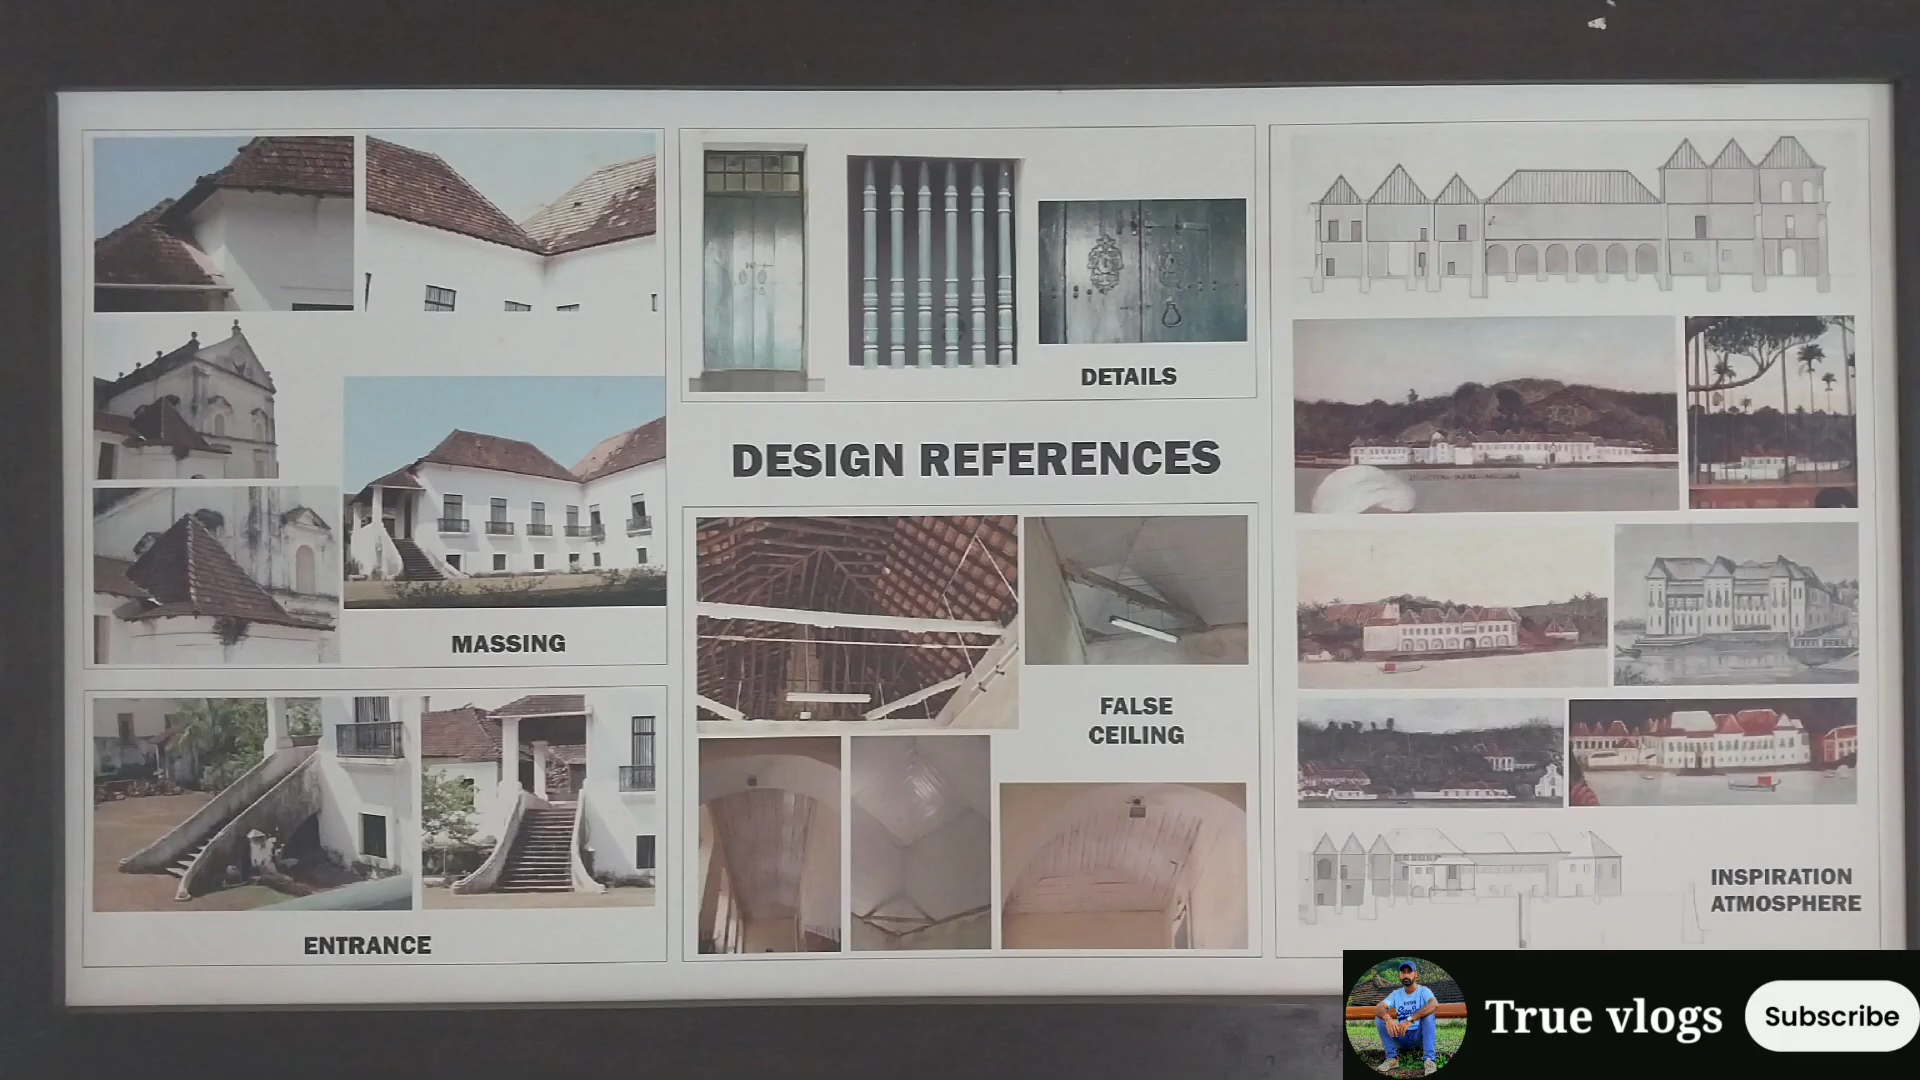 MASSING
ENTRANCE
DETAILS
DESIGN REFERENCES
FALSE
CEILING
INSPIRATION
ATMOSPHERE
True vlogs
Subscribe